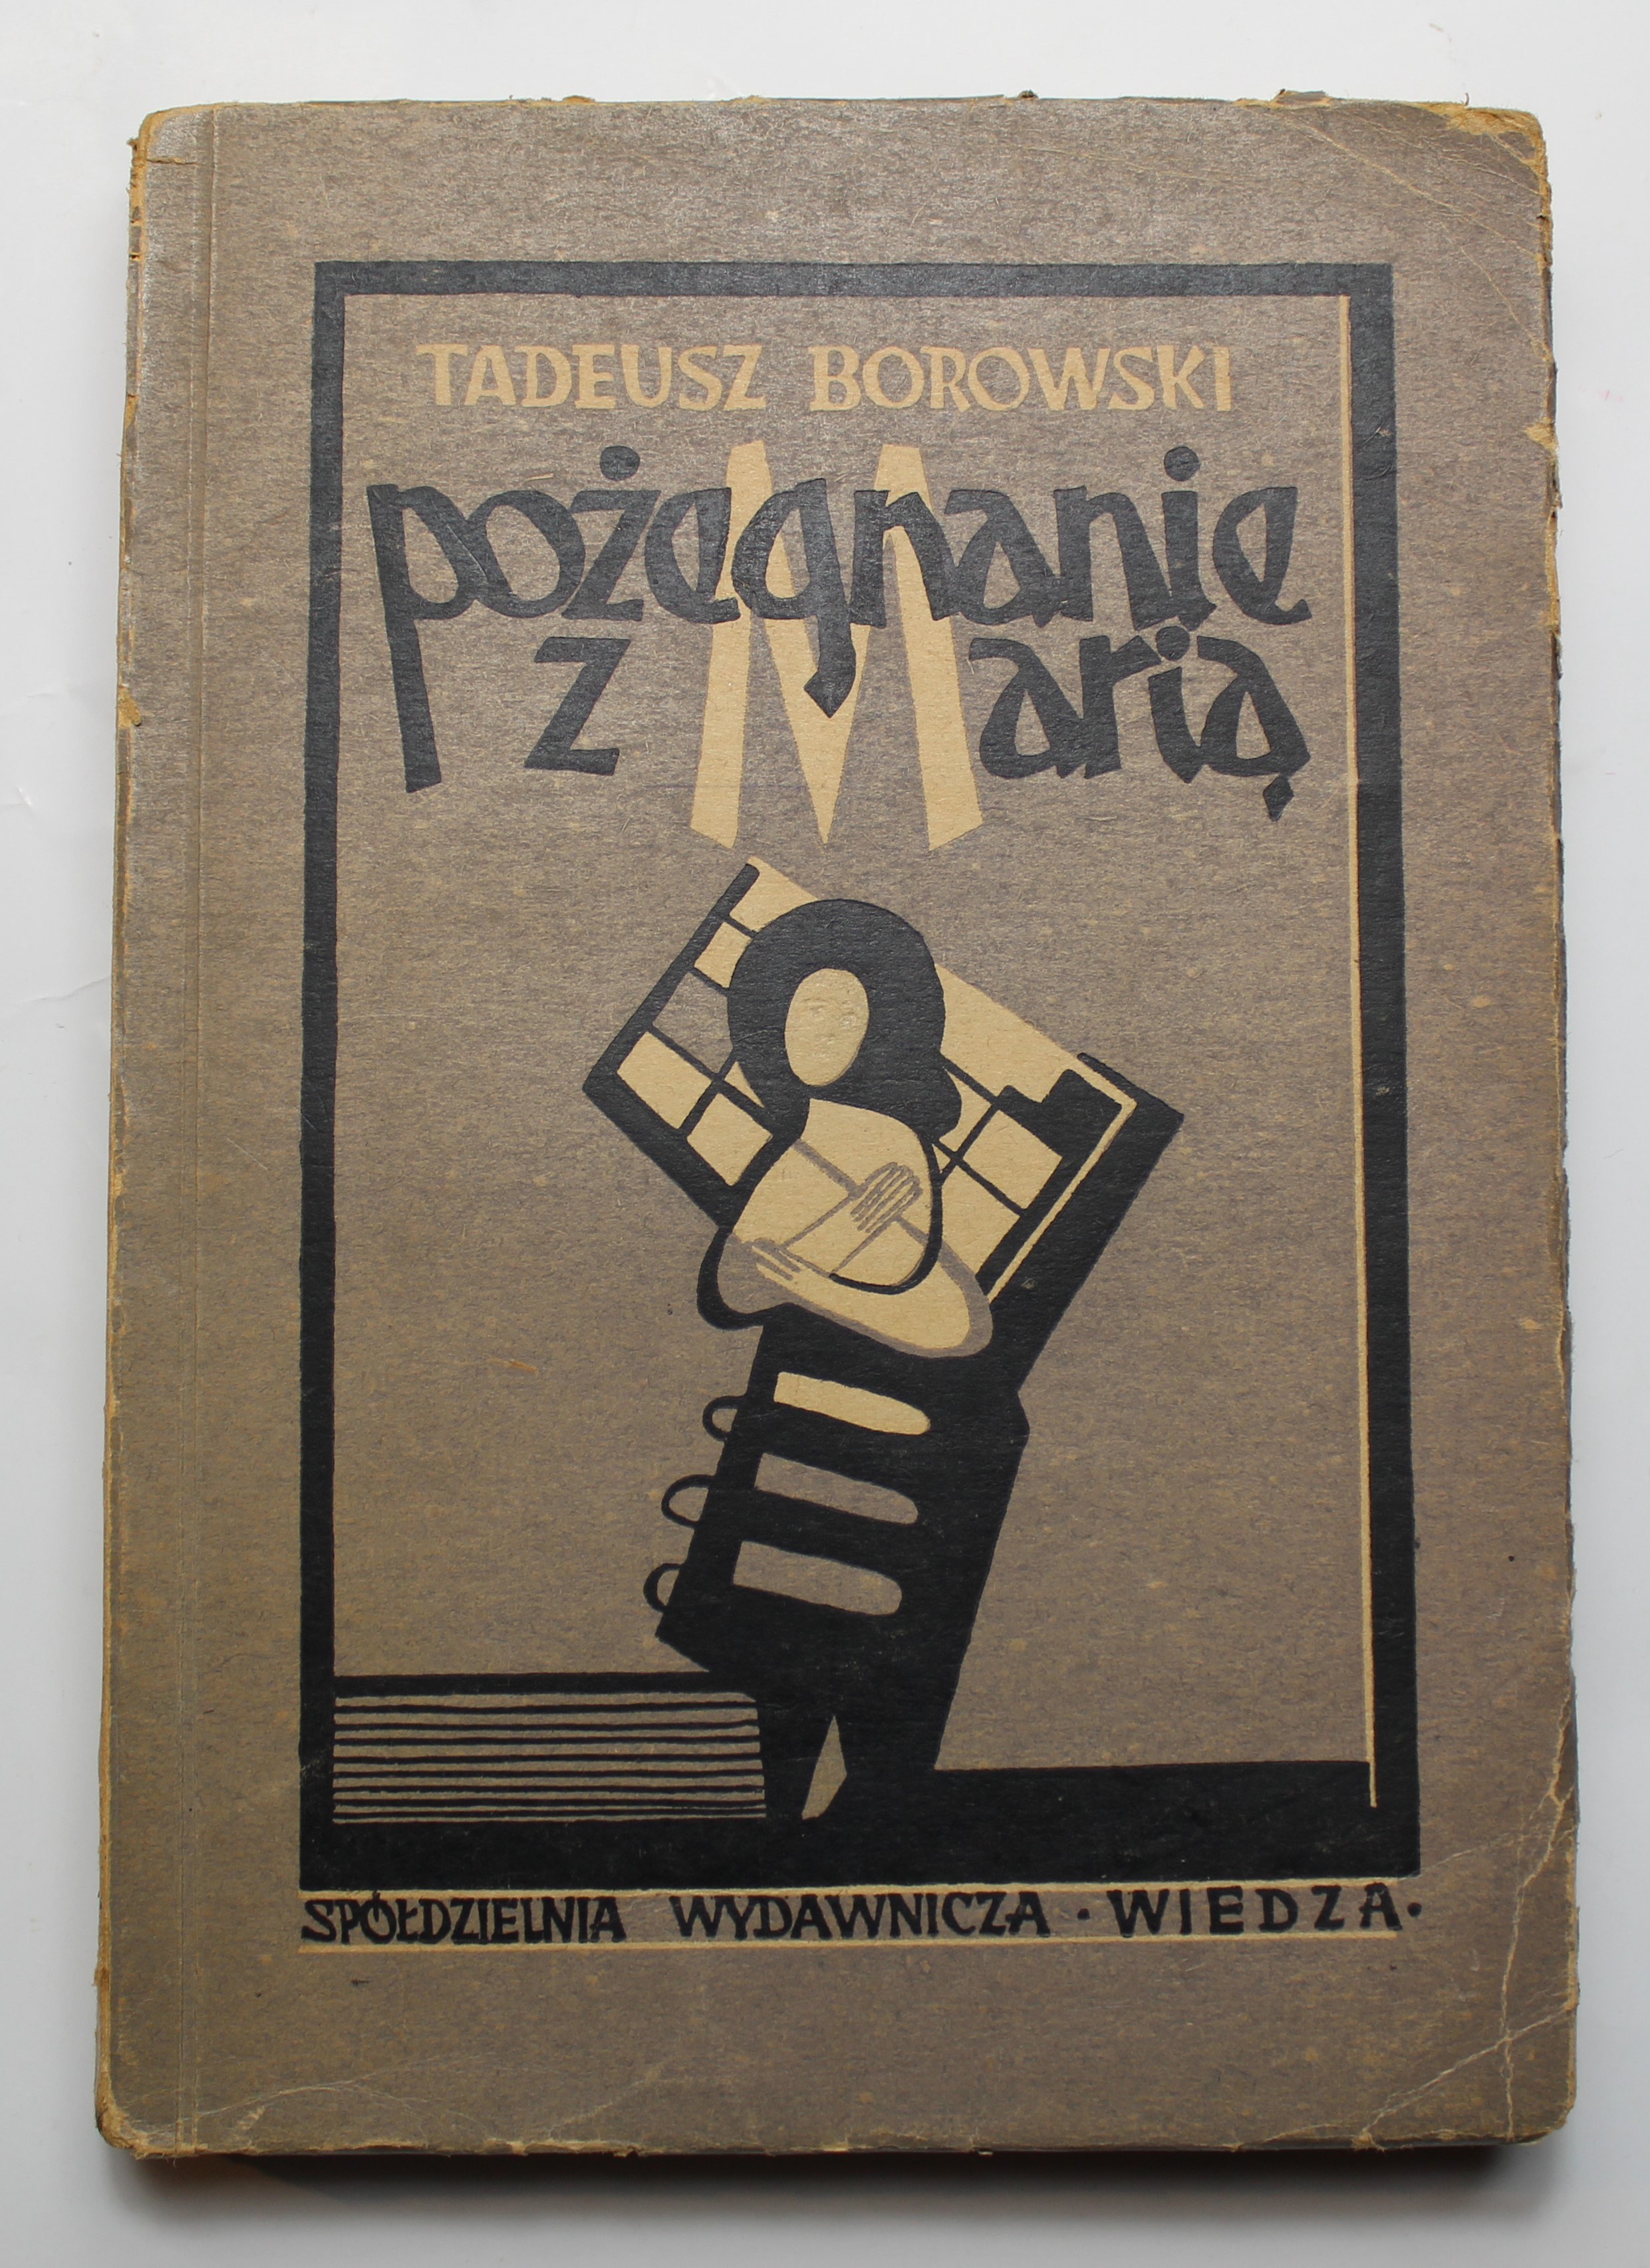 TADEUSZ BOROWSKI
pożegnanie
z Marią
SPÓŁDZIELNIA WYDAWNICZA · WIEDZA ·